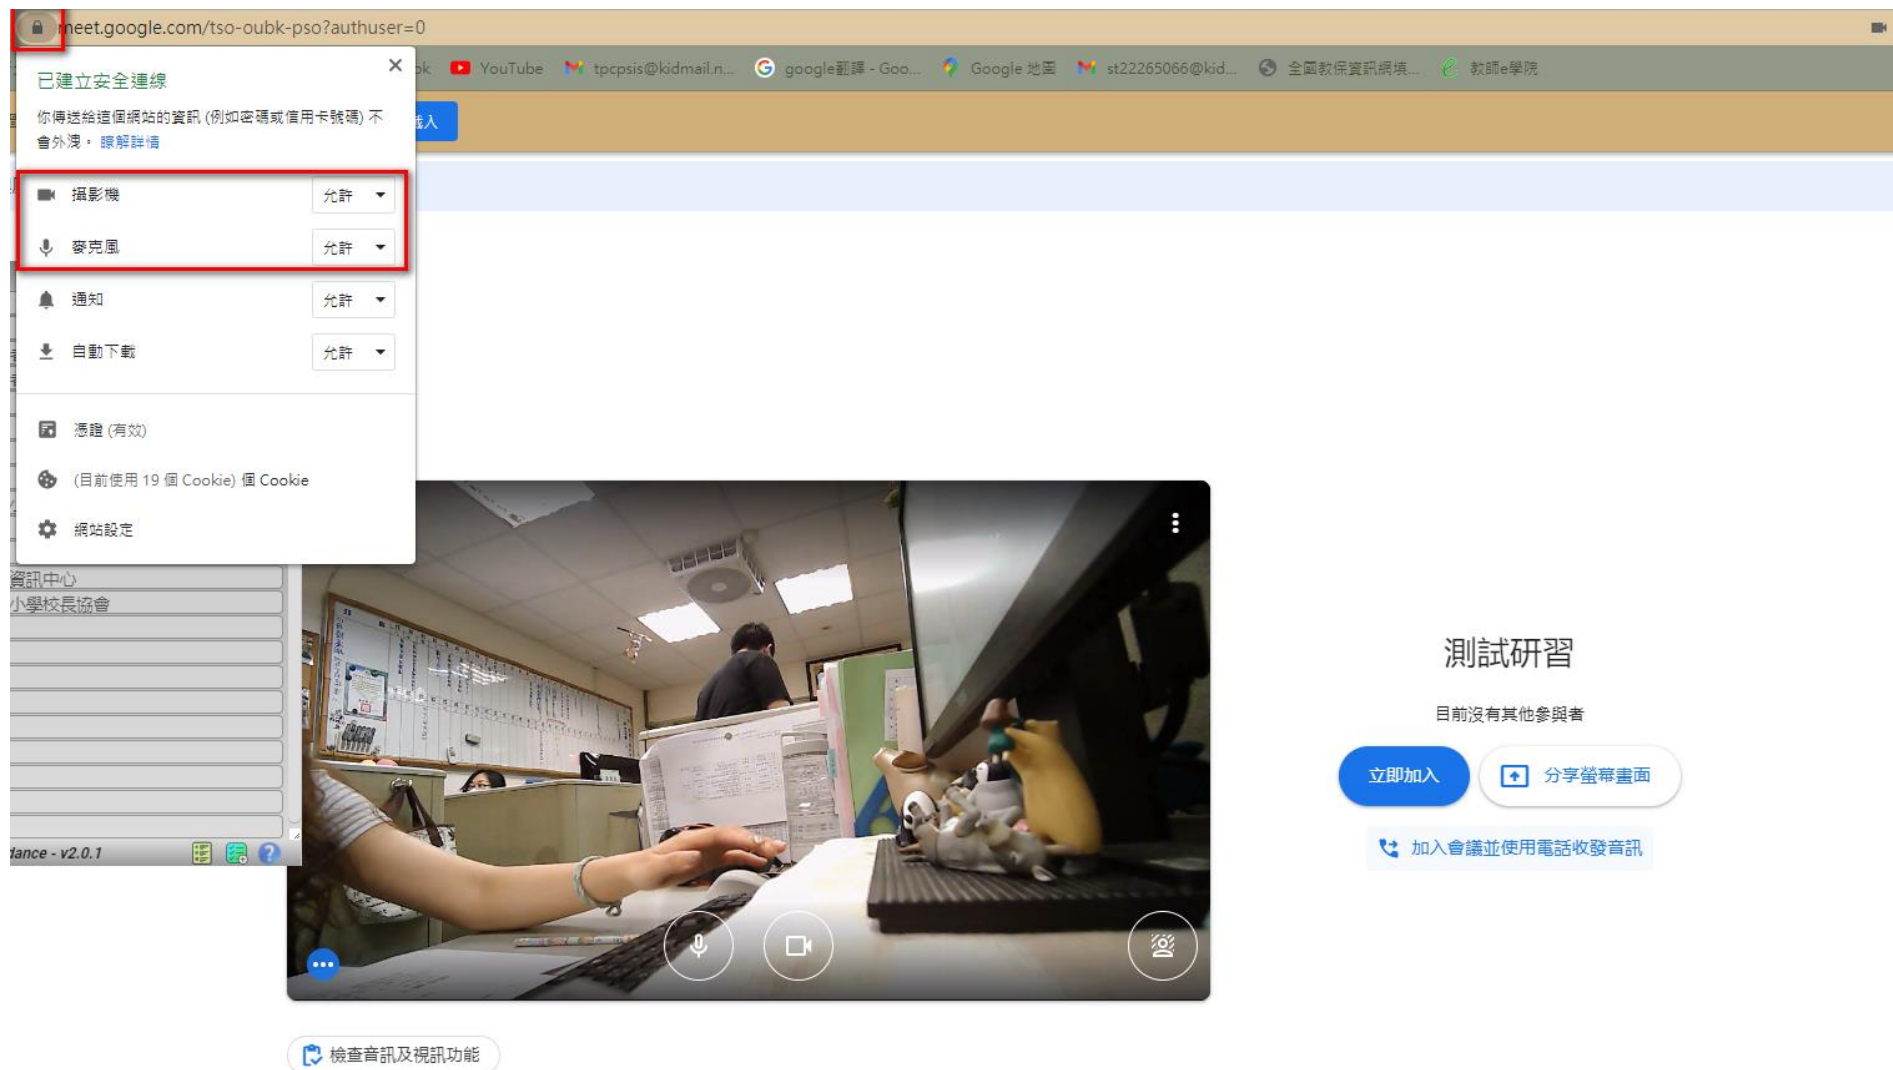 meet.google.com/tso-oubk-pso?authuser=0
YouTube
tpcpsis@kidmail.n...
google翻譯 - Goo...
Google 地圖
st22265066@kid...
全國教保資訊網填...
教師e學院
已建立安全連線
你傳送給這個網站的資訊 (例如密碼或信用卡號碼) 不
會外洩。 瞭解詳情
攝影機 允許
麥克風 允許
通知 允許
自動下載 允許
憑證 (有效)
(目前使用 19 個 Cookie) 個 Cookie
網站設定
資訊中心
小學校長協會
dance - v2.0.1
測試研習
目前沒有其他參與者
立即加入
分享螢幕畫面
加入會議並使用電話收發音訊
檢查音訊及視訊功能